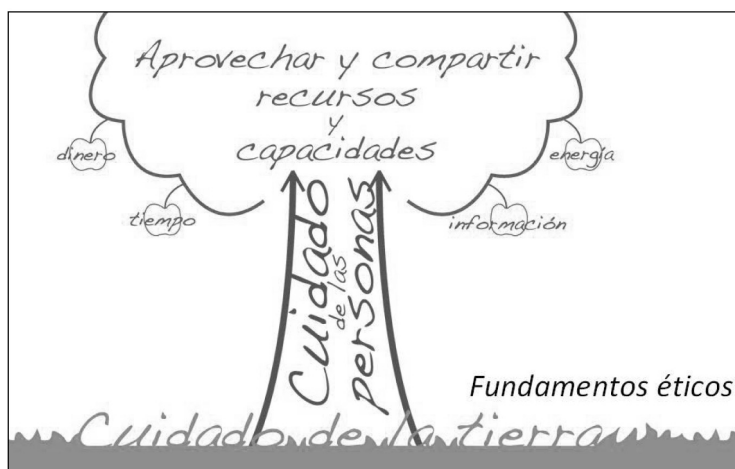 Aprovechar y compartir
recursos
y
capacidades
dinero
energía
tiempo
información
Cuidado
de las
personas
Fundamentos éticos
Cuidado de la tierra